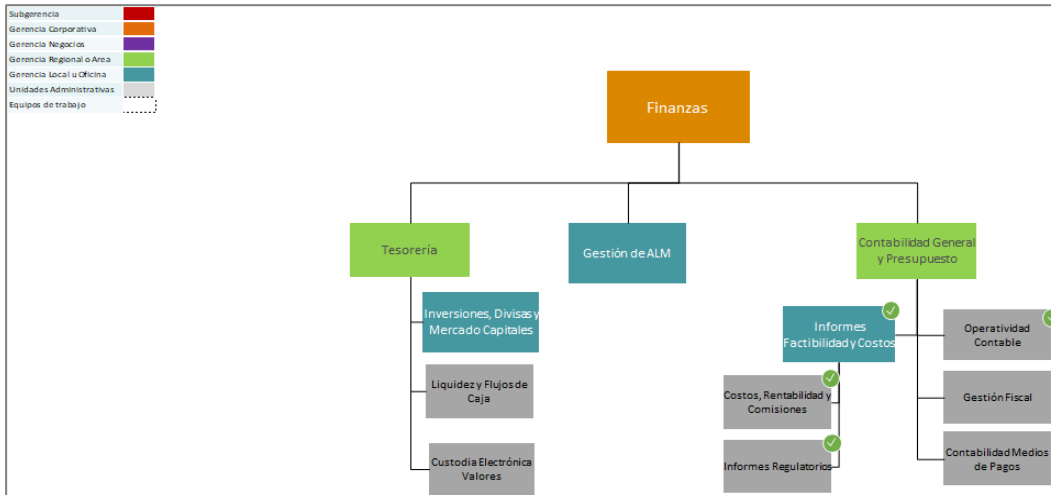 Subgerencia
Gerencia Corporativa
Gerencia Negocios
Gerencia Regional o Area
Gerencia Local u Oficina
Unidades Administrativas
Equipos de trabajo
Finanzas
Tesorería
Gestión de ALM
Contabilidad General
y Presupuesto
Inversiones, Divisas y
Mercado Capitales
Liquidez y Flujos de
Caja
Custodia Electrónica
Valores
Informes
Factibilidad y Costos
Costos, Rentabilidad y
Comisiones
Informes Regulatorios
Operatividad
Contable
Gestión Fiscal
Contabilidad Medios
de Pagos